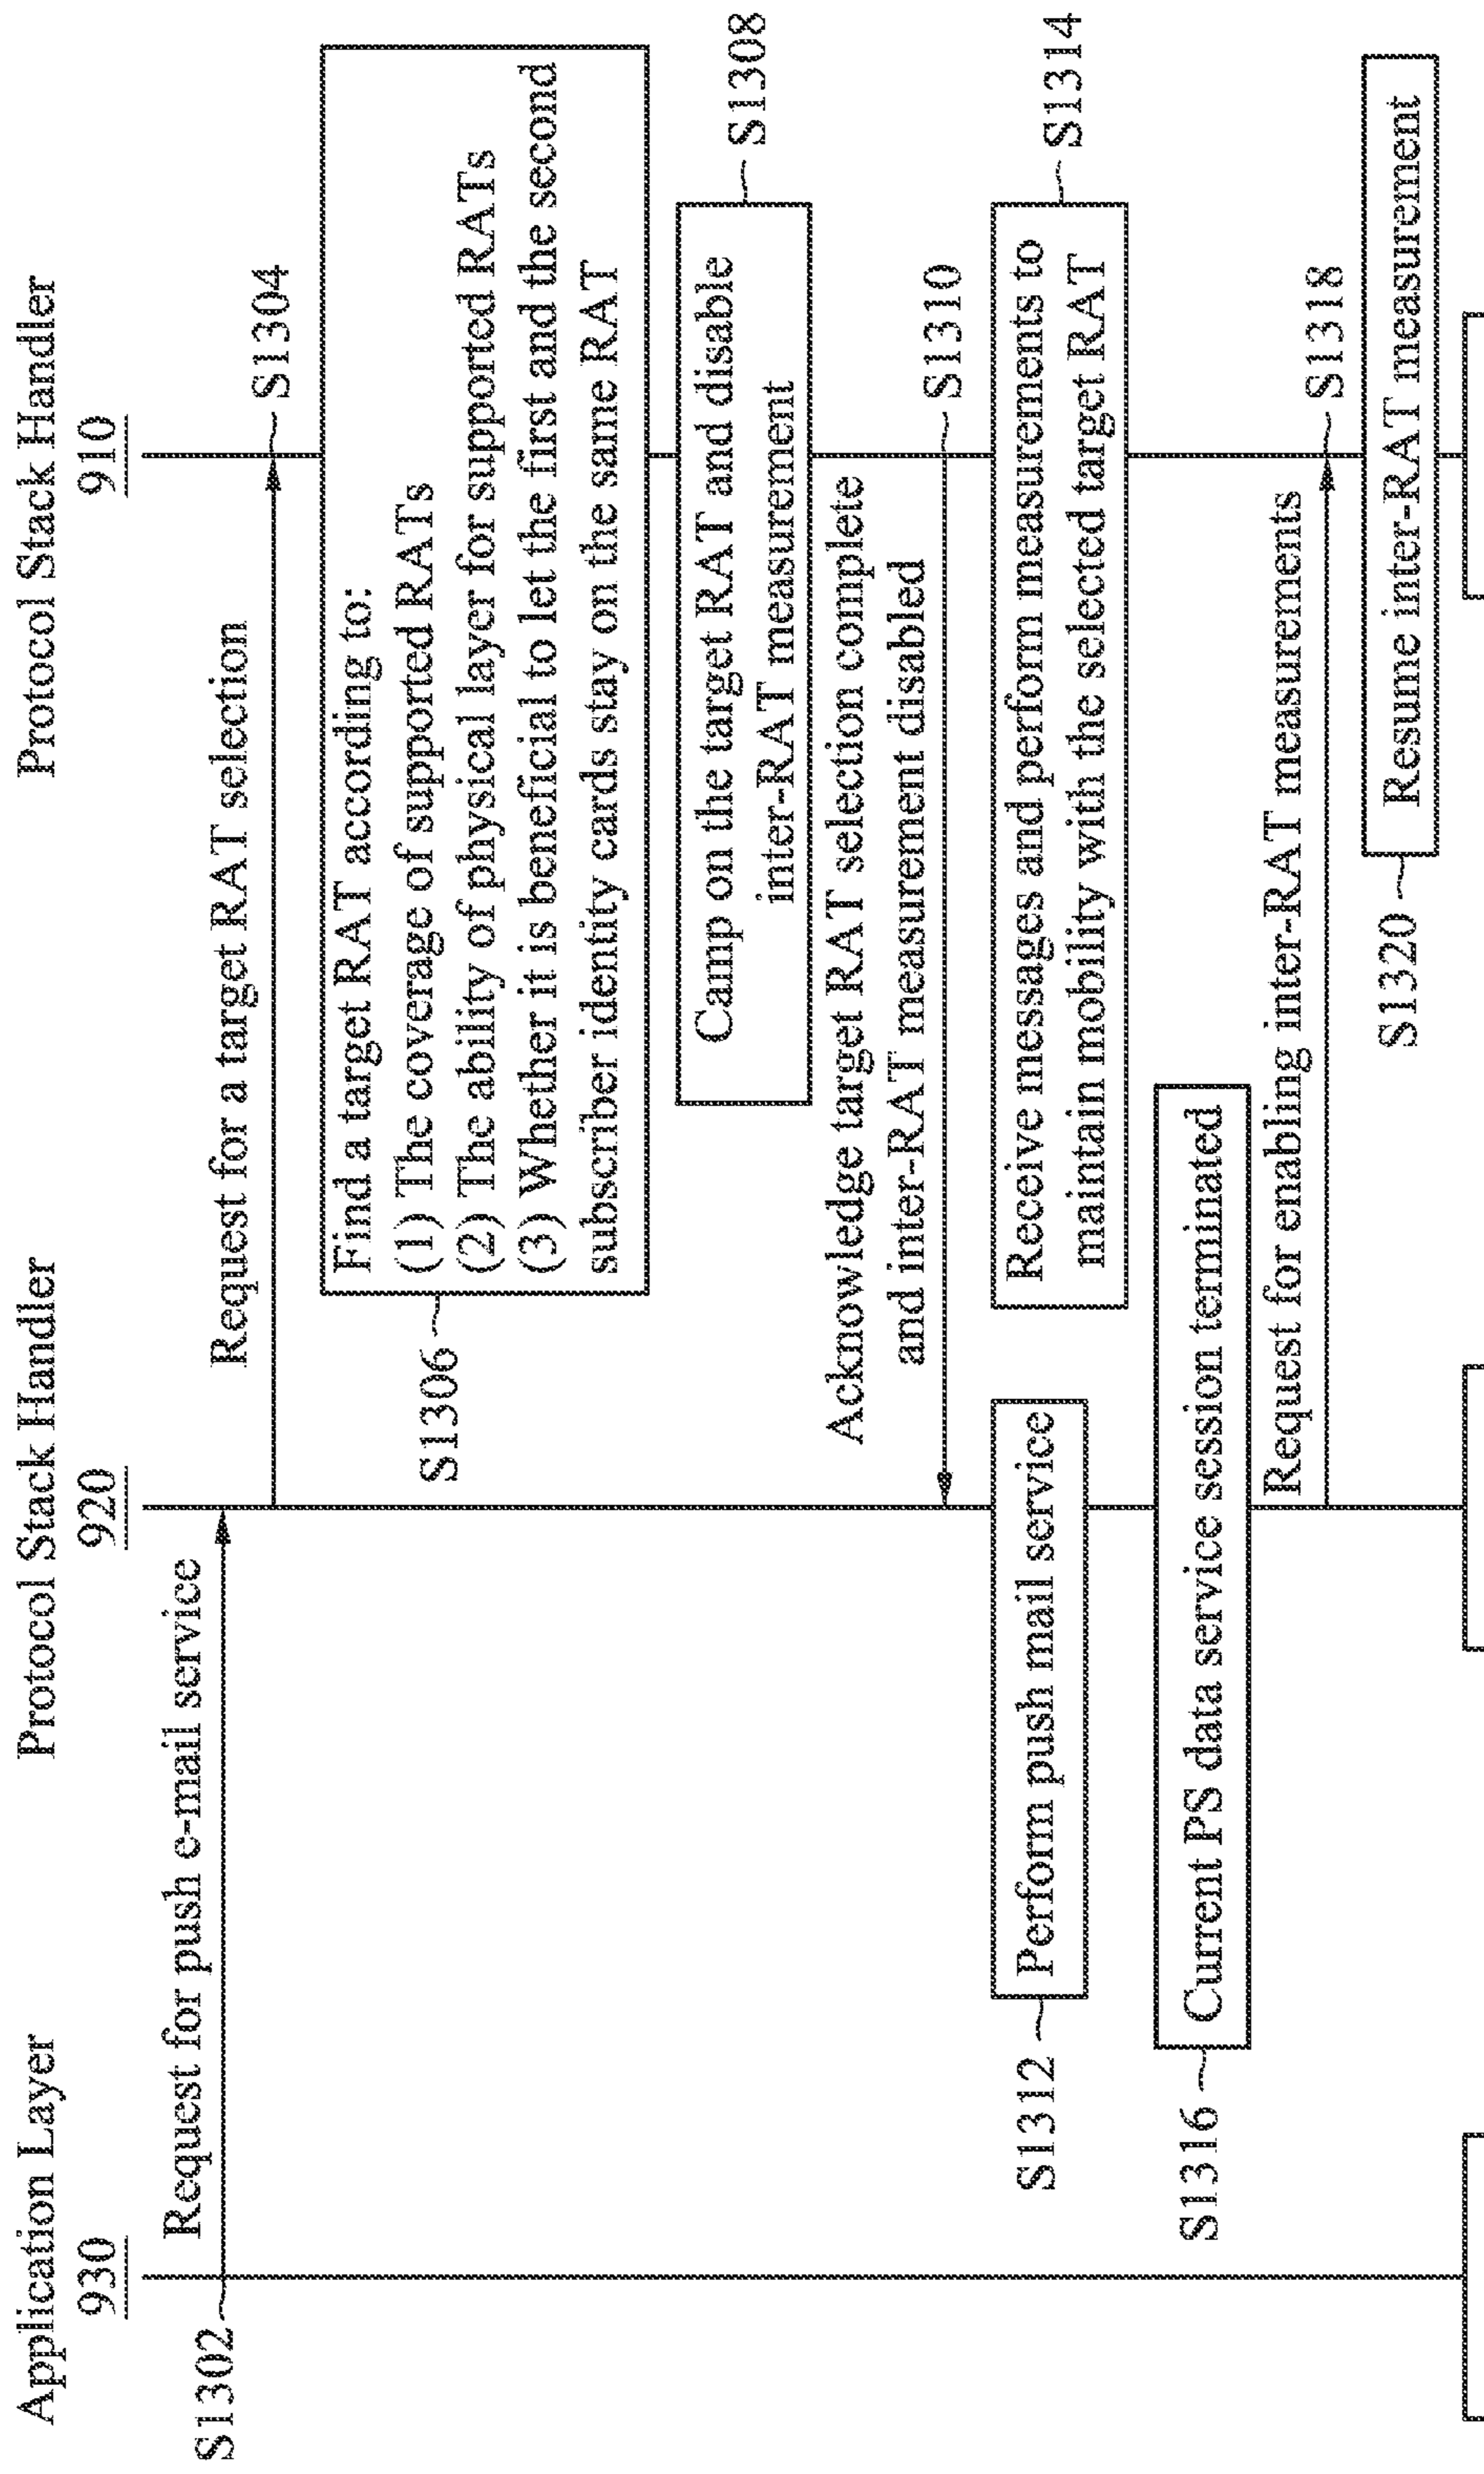 Application Layer
930
Protocol Stack Handler
920
Protocol Stack Handler
910
S1302
Request for push e-mail service
Request for a target RAT selection
S1304
S1306
Find a target RAT according to:
(1) The coverage of supported RATs
(2) The ability of physical layer for supported RATs
(3) Whether it is beneficial to let the first and the second
subscriber identity cards stay on the same RAT
Camp on the target RAT and disable
inter-RAT measurement
S1308
Acknowledge target RAT selection complete
and inter-RAT measurement disabled
S1310
S1312
Perform push mail service
Receive messages and perform measurements to
maintain mobility with the selected target RAT
S1314
S1316
Current PS data service session terminated
Request for enabling inter-RAT measurements
S1318
S1320
Resume inter-RAT measurement